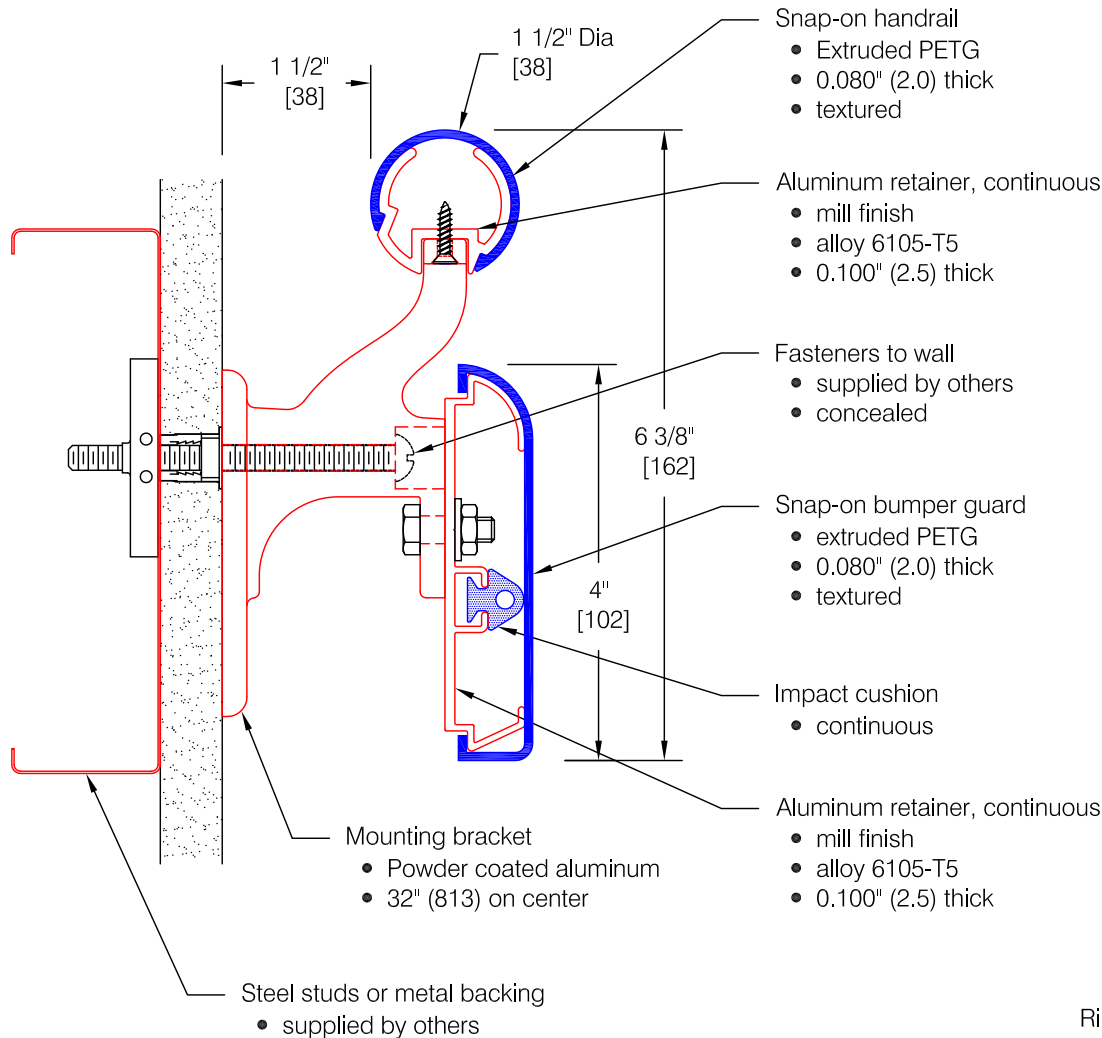 1 1/2"
[38]
1 1/2" Dia
[38]
Snap-on handrail
• Extruded PETG
• 0.080" (2.0) thick
• textured
Aluminum retainer, continuous
• mill finish
• alloy 6105-T5
• 0.100" (2.5) thick
Fasteners to wall
• supplied by others
• concealed
6 3/8"
[162]
Snap-on bumper guard
• extruded PETG
• 0.080" (2.0) thick
• textured
4"
[102]
Impact cushion
• continuous
Aluminum retainer, continuous
• mill finish
• alloy 6105-T5
• 0.100" (2.5) thick
Mounting bracket
• Powder coated aluminum
• 32" (813) on center
Steel studs or metal backing
• supplied by others
Ri